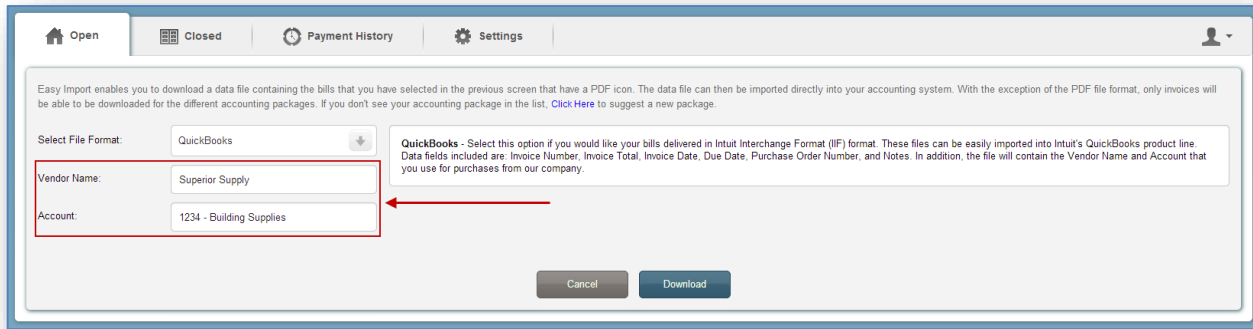 Open
Closed
Payment History
Settings
Easy Import enables you to download a data file containing the bills that you have selected in the previous screen that have a PDF icon. The data file can then be imported directly into your accounting system. With the exception of the PDF file format, only invoices will
be able to be downloaded for the different accounting packages. If you don't see your accounting package in the list, Click Here to suggest a new package.
Select File Format:
QuickBooks
QuickBooks - Select this option if you would like your bills delivered in Intuit Interchange Format (IIF) format. These files can be easily imported into Intuit's QuickBooks product line.
Data fields included are: Invoice Number, Invoice Total, Invoice Date, Due Date, Purchase Order Number, and Notes. In addition, the file will contain the Vendor Name and Account that
you use for purchases from our company.
Vendor Name:
Superior Supply
Account:
1234 - Building Supplies
Cancel
Download